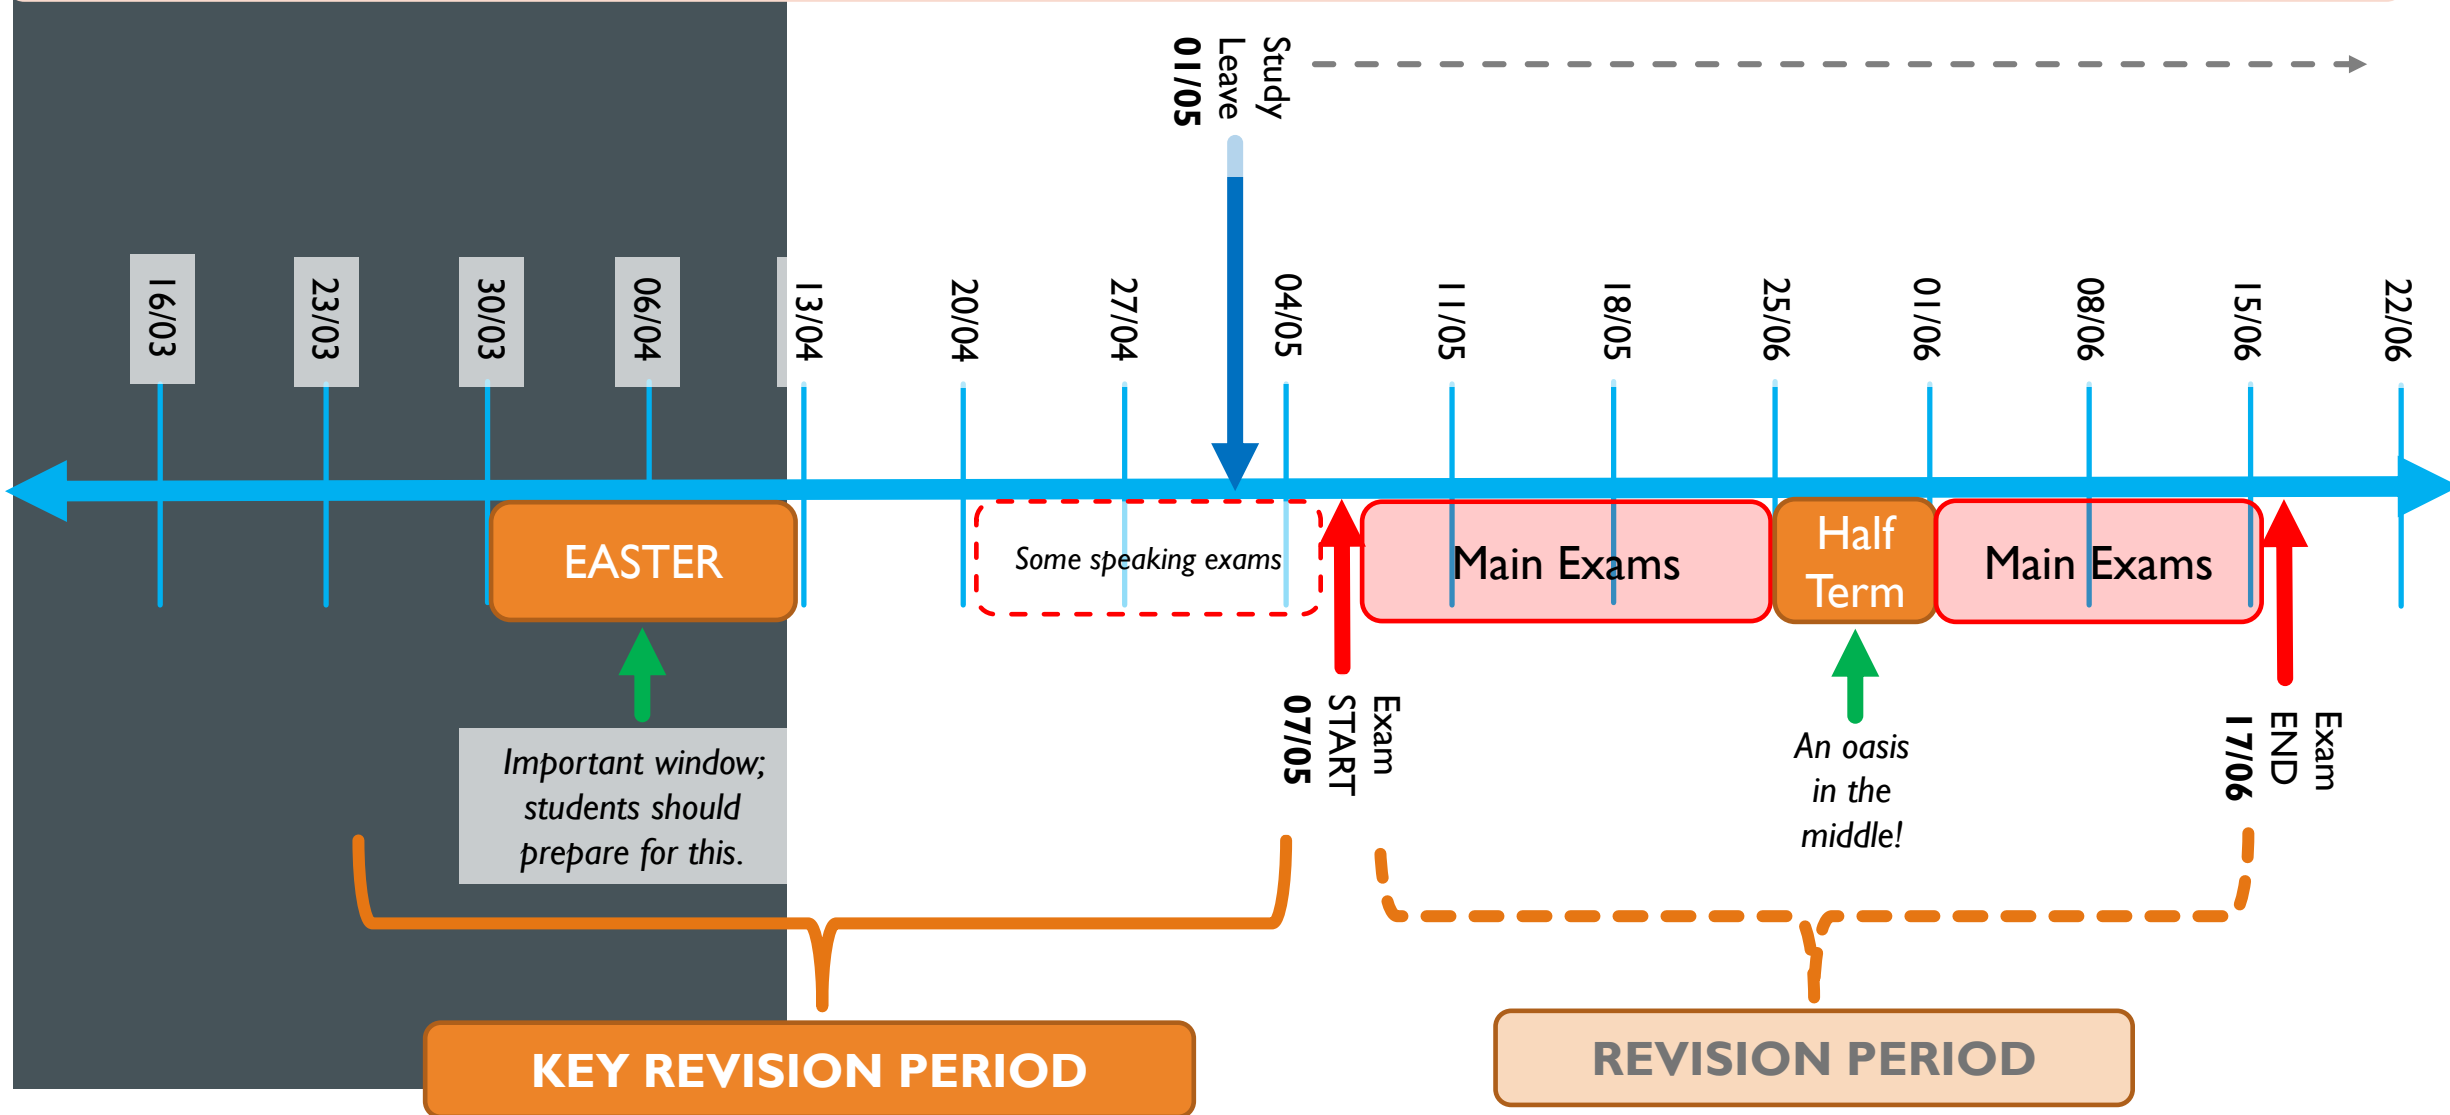 Study
Leave
01/05
16/03
23/03
30/03
06/04
13/04
20/04
27/04
04/05
11/05
18/05
25/06
01/06
08/06
15/06
22/06
EASTER
Some speaking exams
Main Exams
Half
Term
Main Exams
Important window;
students should
prepare for this.
Exam
START
07/05
An oasis
in the
middle!
Exam
END
17/06
KEY REVISION PERIOD
REVISION PERIOD